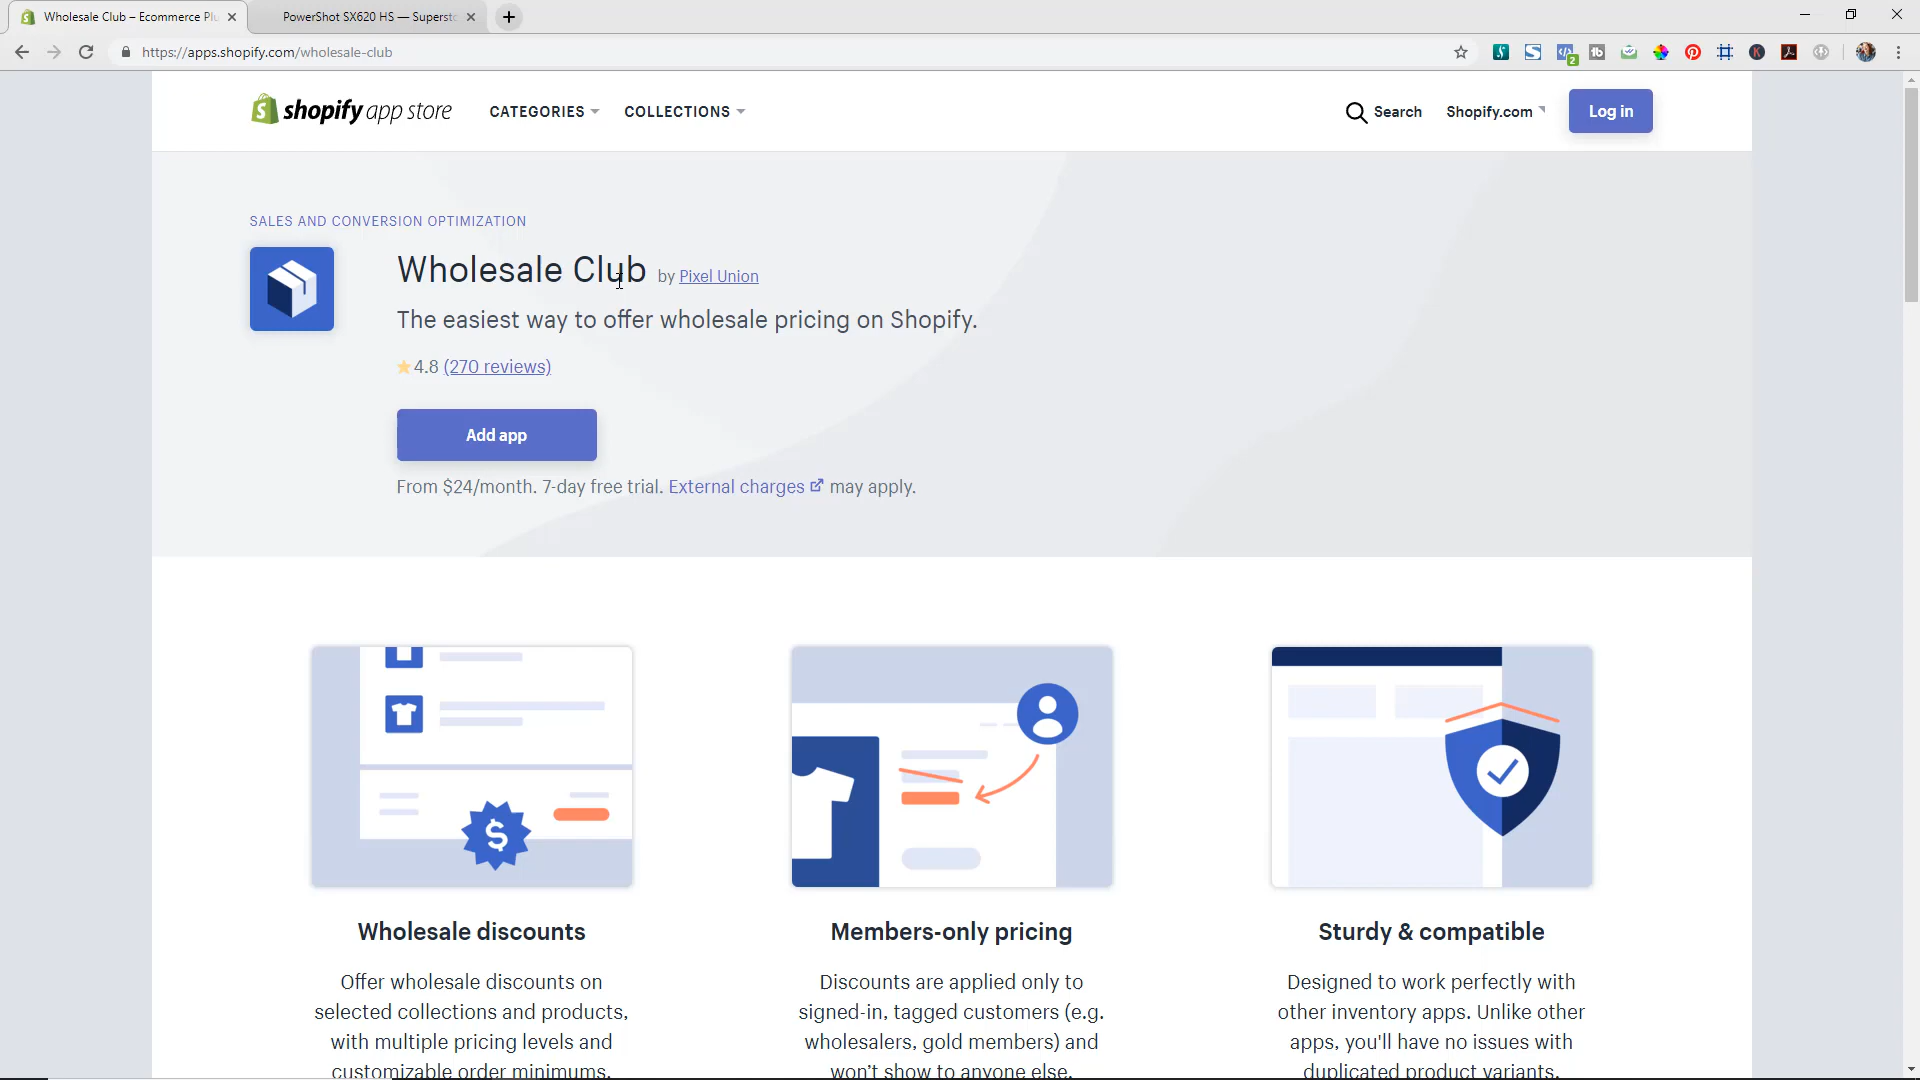 Wholesale Club – Ecommerce Plu
PowerShot SX620 HS — Supersto
https://apps.shopify.com/wholesale-club
2
tb
K
shopify app store
CATEGORIES
COLLECTIONS
Search
Shopify.com
Log in
SALES AND CONVERSION OPTIMIZATION
Wholesale Club by Pixel Union
The easiest way to offer wholesale pricing on Shopify.
4.8 (270 reviews)
Add app
From $24/month. 7-day free trial. External charges may apply.
$
Wholesale discounts
Offer wholesale discounts on
selected collections and products,
with multiple pricing levels and
customizable order minimums.
Members-only pricing
Discounts are applied only to
signed-in, tagged customers (e.g.
wholesalers, gold members) and
won't show to anyone else.
Sturdy & compatible
Designed to work perfectly with
other inventory apps. Unlike other
apps, you'll have no issues with
duplicated product variants.